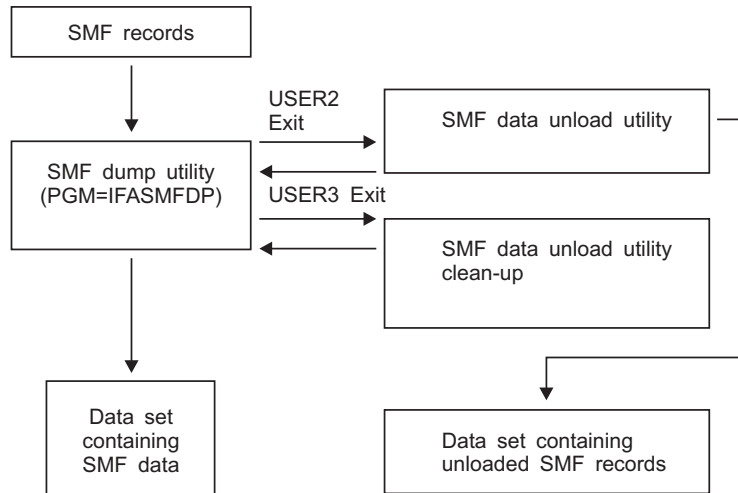 SMF records
USER2
Exit
SMF data unload utility
SMF dump utility
(PGM=IFASMFDP)
USER3 Exit
SMF data unload utility
clean-up
Data set
containing
SMF data
Data set containing
unloaded SMF records